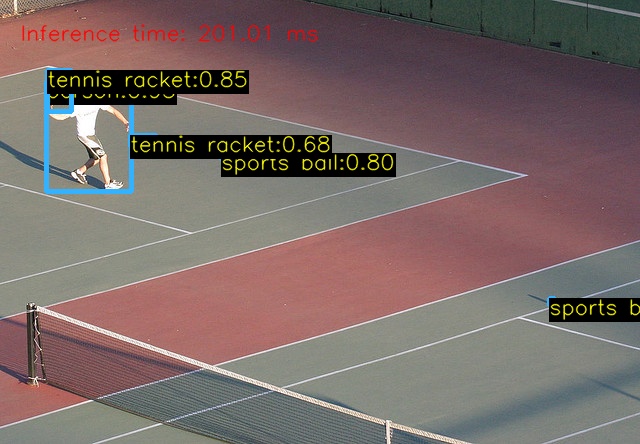 Inference time: 201.01 ms
tennis racket:0.85
tennis racket:0.68
sports ball:0.80
sports b